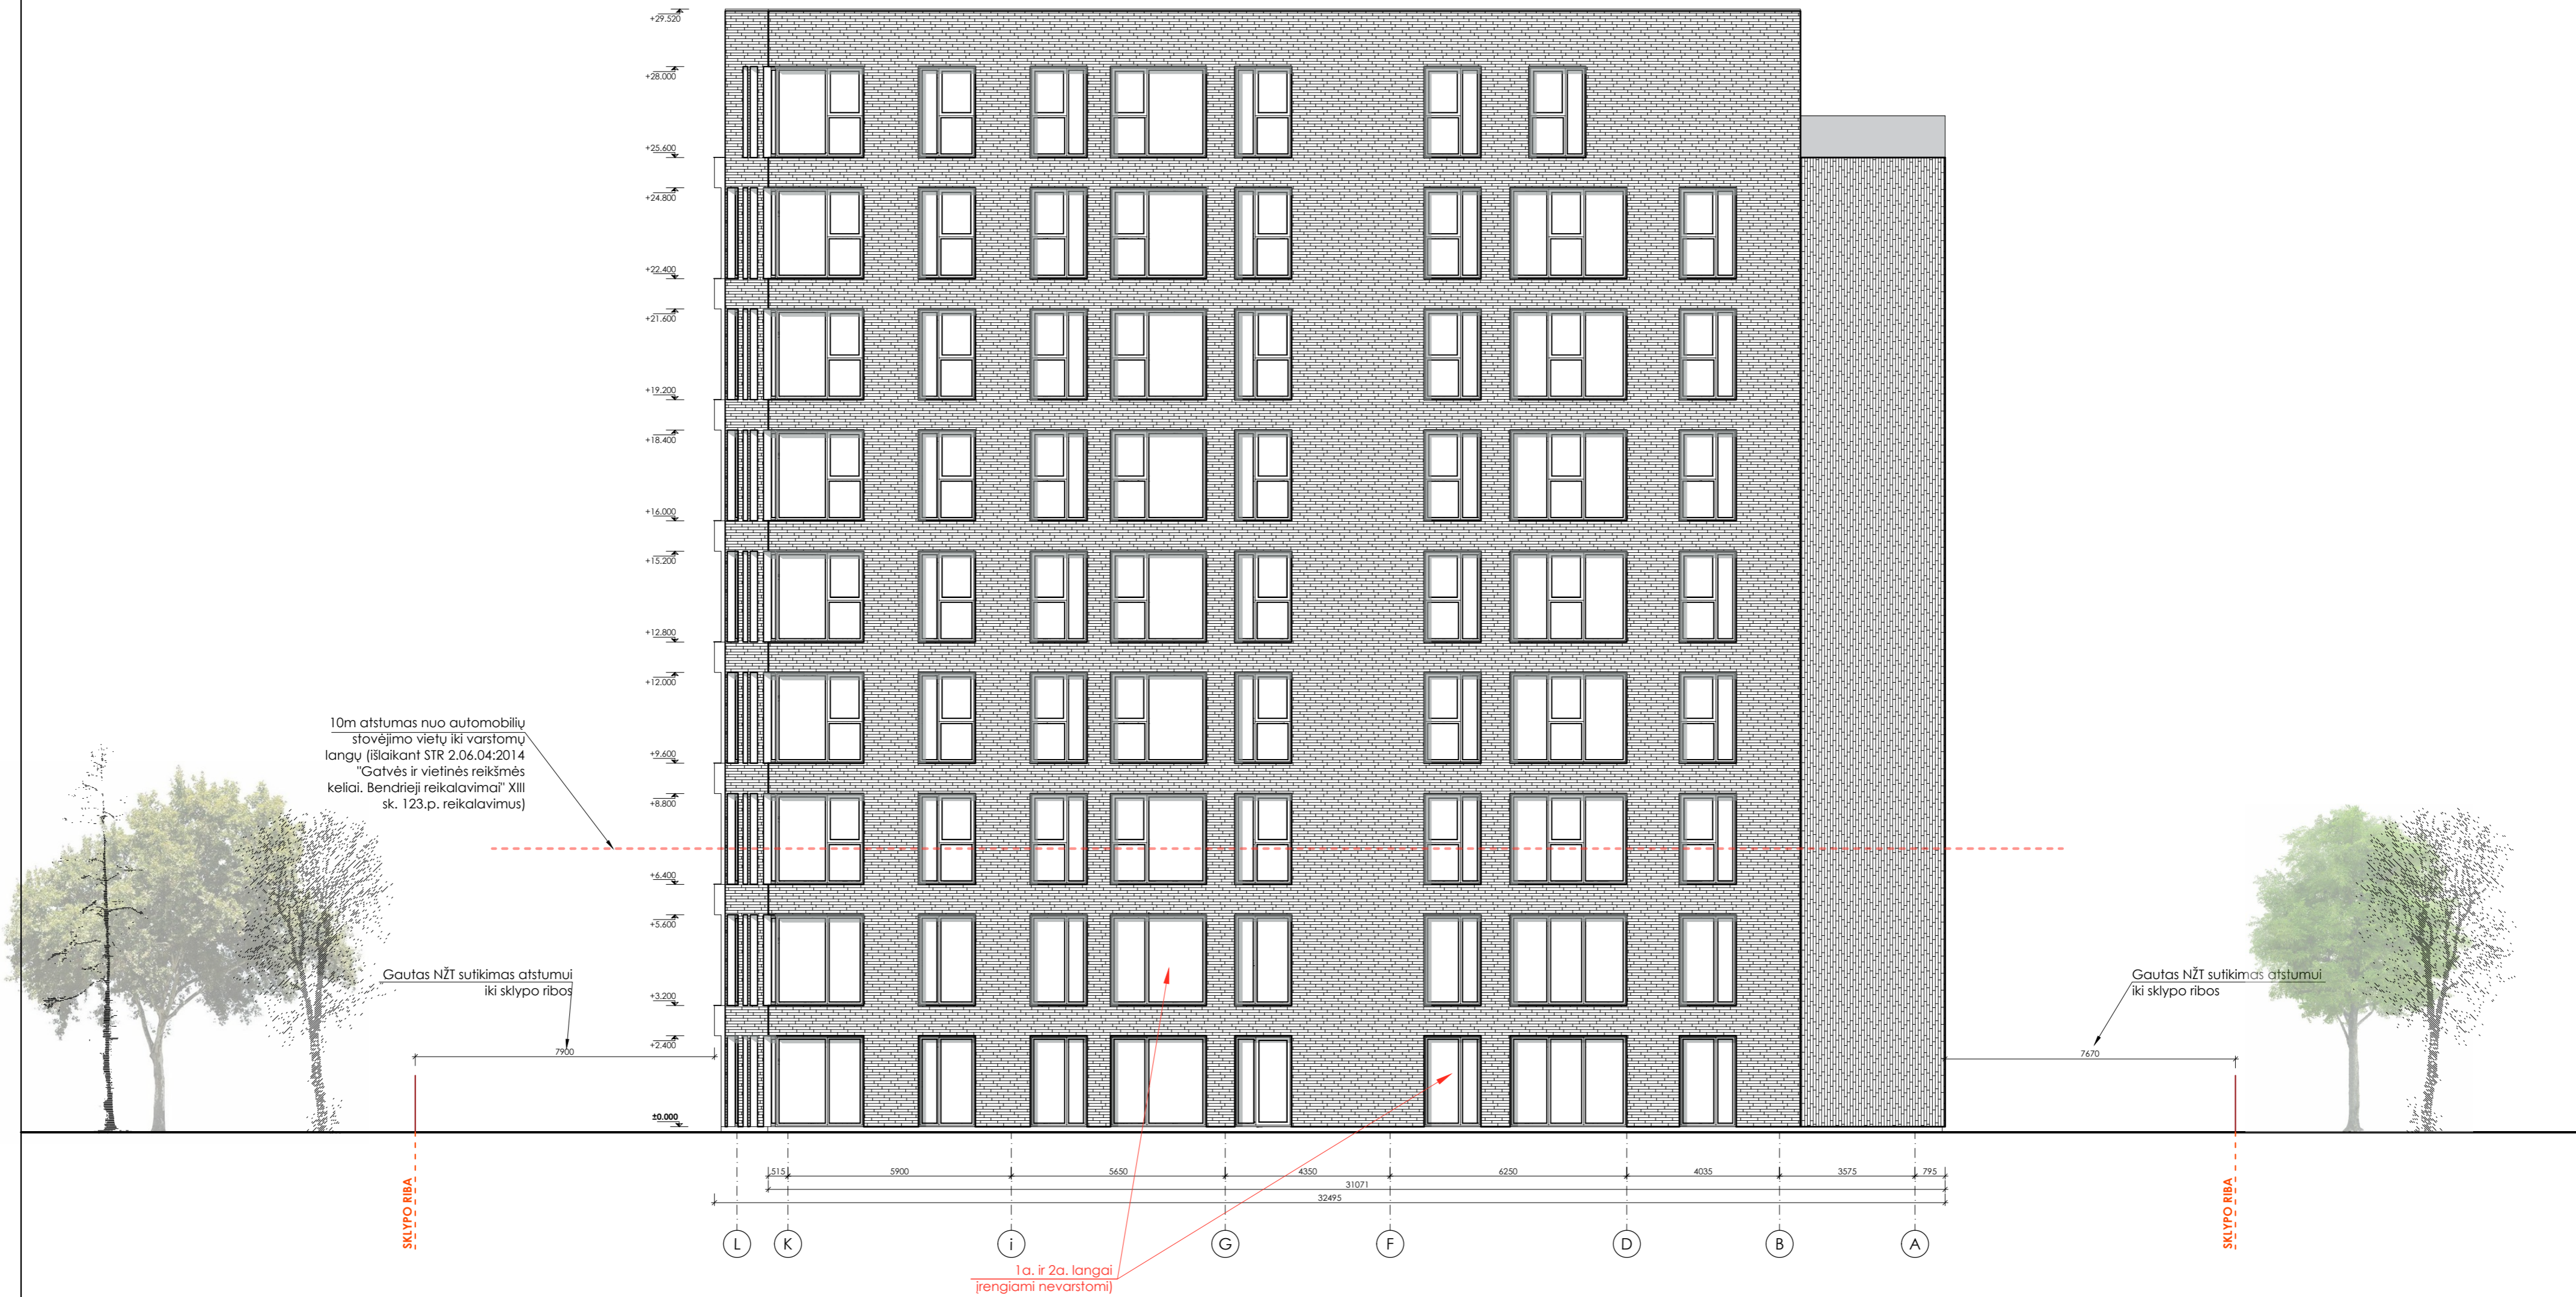 +29.520
+28.000
+25.600
+24.800
+22.400
+21.600
+19.200
+18.400
+16.000
+15.200
+12.800
+12.000
10m atstumas nuo automobilių
stovėjimo vietų iki varstomų
langų (išlaikant STR 2.06.04:2014
"Gatvės ir vietinės reikšmės
keliai. Bendrieji reikalavimai" XIII
sk. 123.p. reikalavimus)
+9.600
+8.800
+6.400
+5.600
Gautas NŽT sutikimas atstumui
iki sklypo ribos
Gautas NŽT sutikimas atstumui
iki sklypo ribos
+3.200
+2.400
7900
7670
±0.000
515 5900 5650 4350 6250 4035 3575 795
31071
32495
SKLYPO RIBA
SKLYPO RIBA
L K i G F D B A
1a. ir 2a. langai
įrengiami nevarstomi)